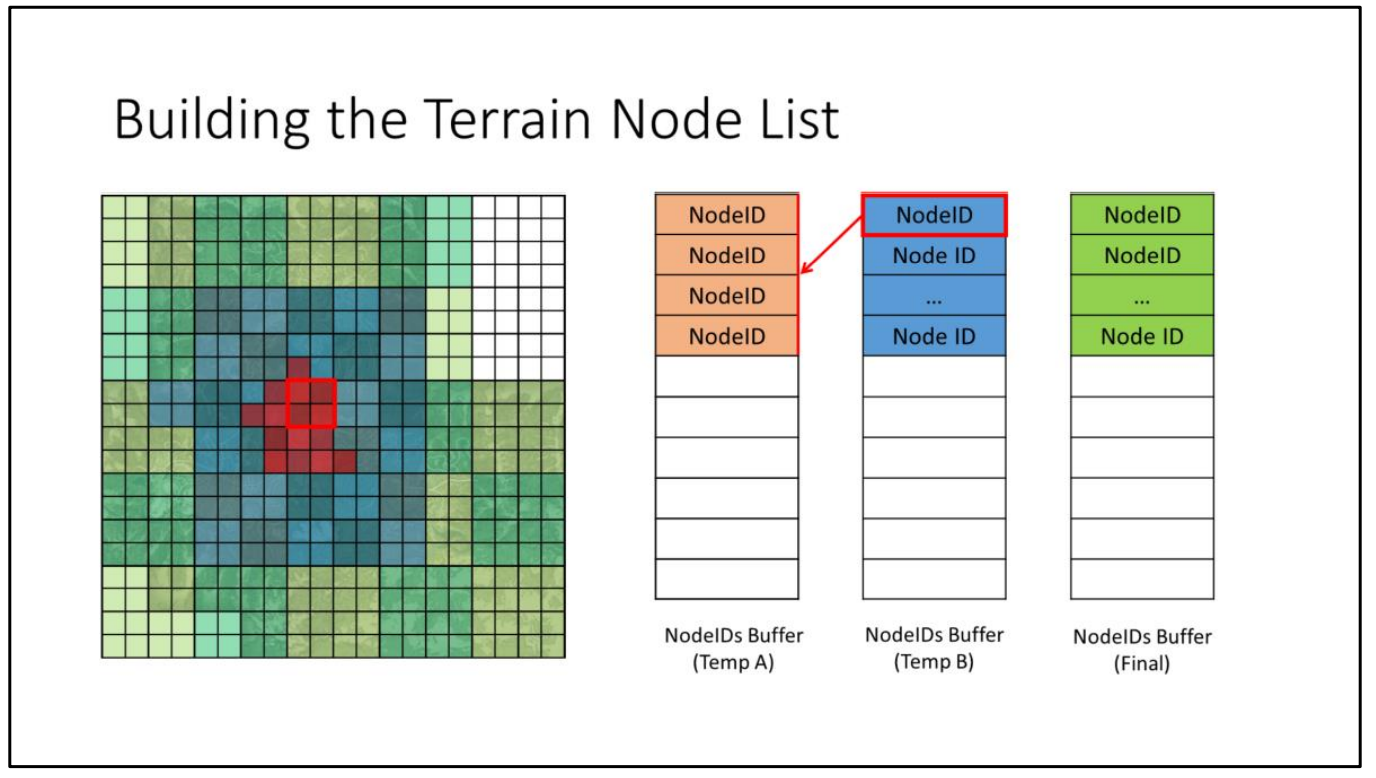 Building the Terrain Node List
NodeID
NodeID
NodeID
NodeID
NodeIDs Buffer
(Temp A)
NodeID
Node ID
...
Node ID
NodeIDs Buffer
(Temp B)
NodeID
NodeID
...
Node ID
NodeIDs Buffer
(Final)